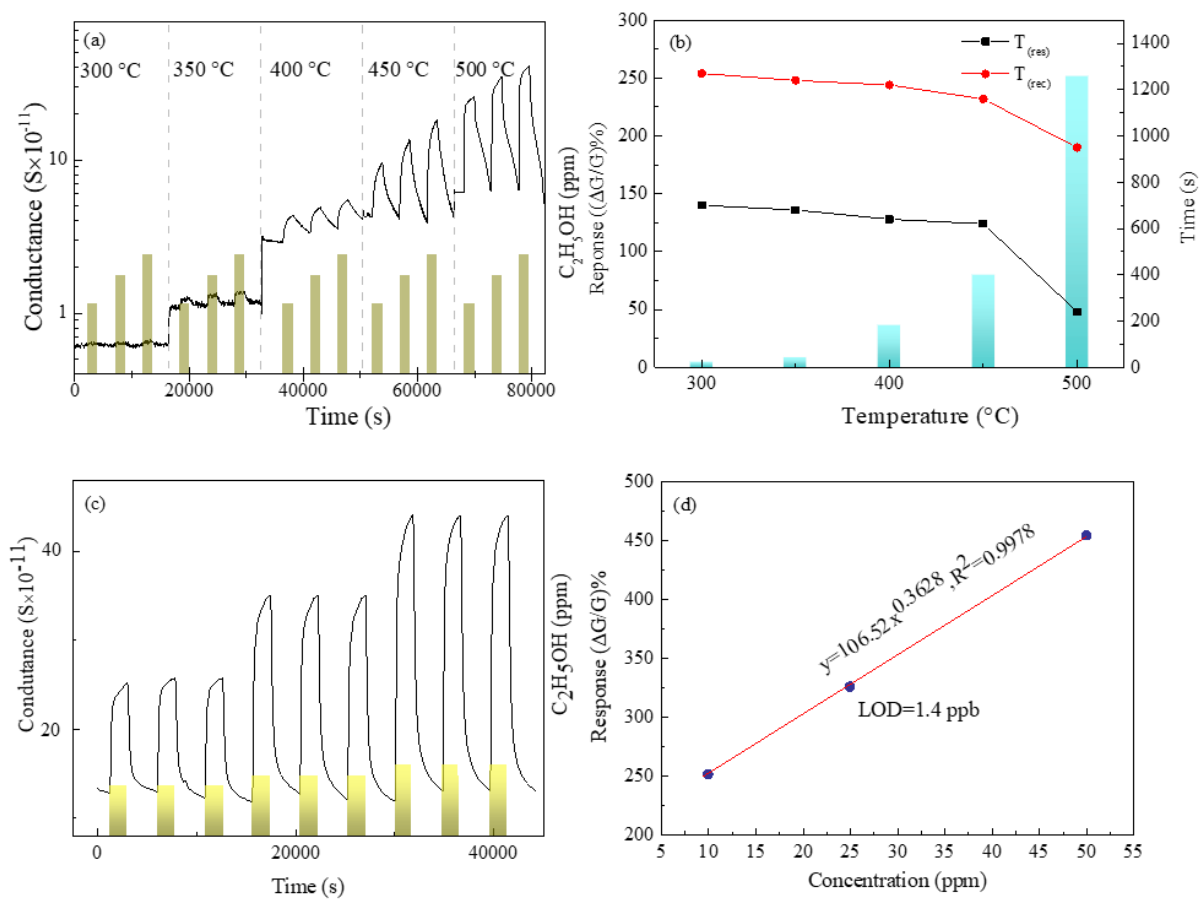 (a)
300 °C 350 °C 400 °C 450 °C 500 °C
Conductance (S×10⁻¹¹)
10
1
0 20000 40000 60000 80000
Time (s)
C₂H₅OH (ppm)
(b)
T(res)
T(rec)
Reponse ((ΔG/G)%
300
250
200
150
100
50
0
1400
1200
1000
800
600
400
200
0
Time (s)
300 400 500
Temperature (°C)
(c)
Condutance (S×10⁻¹¹)
40
20
0 20000 40000
Time (s)
C₂H₅OH (ppm)
(d)
Response (ΔG/G)%
500
450
400
350
300
250
200
y=106.52x^0.3628,R²=0.9978
LOD=1.4 ppb
5 10 15 20 25 30 35 40 45 50 55
Concentration (ppm)